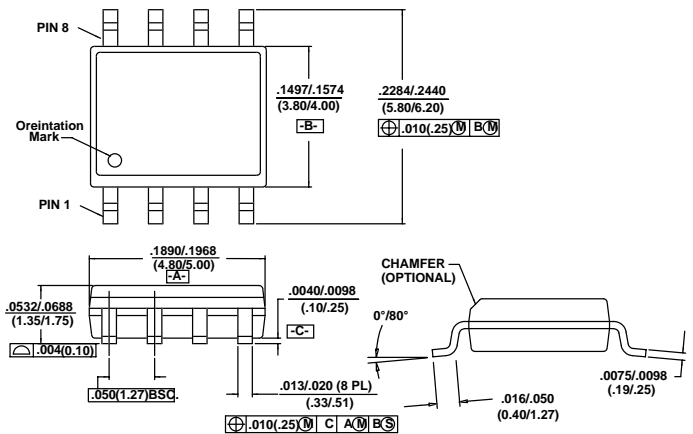 PIN 8
.1497/.1574
(3.80/4.00)
-B-
.2284/.2440
(5.80/6.20)
⌖ .010(.25)Ⓜ BⓂ
Oreintation
Mark
PIN 1
.1890/.1968
(4.80/5.00)
-A-
.0532/.0688
(1.35/1.75)
⌓ .004(0.10)
.0040/.0098
(.10/.25)
-C-
.050(1.27)BSC.
.013/.020 (8 PL)
(.33/.51)
⌖ .010(.25)Ⓜ C AⓂ BⓈ
CHAMFER
(OPTIONAL)
0°/80°
.016/.050
(0.40/1.27)
.0075/.0098
(.19/.25)